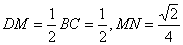 DM = 1/2 BC = 1/2, MN = √2/4